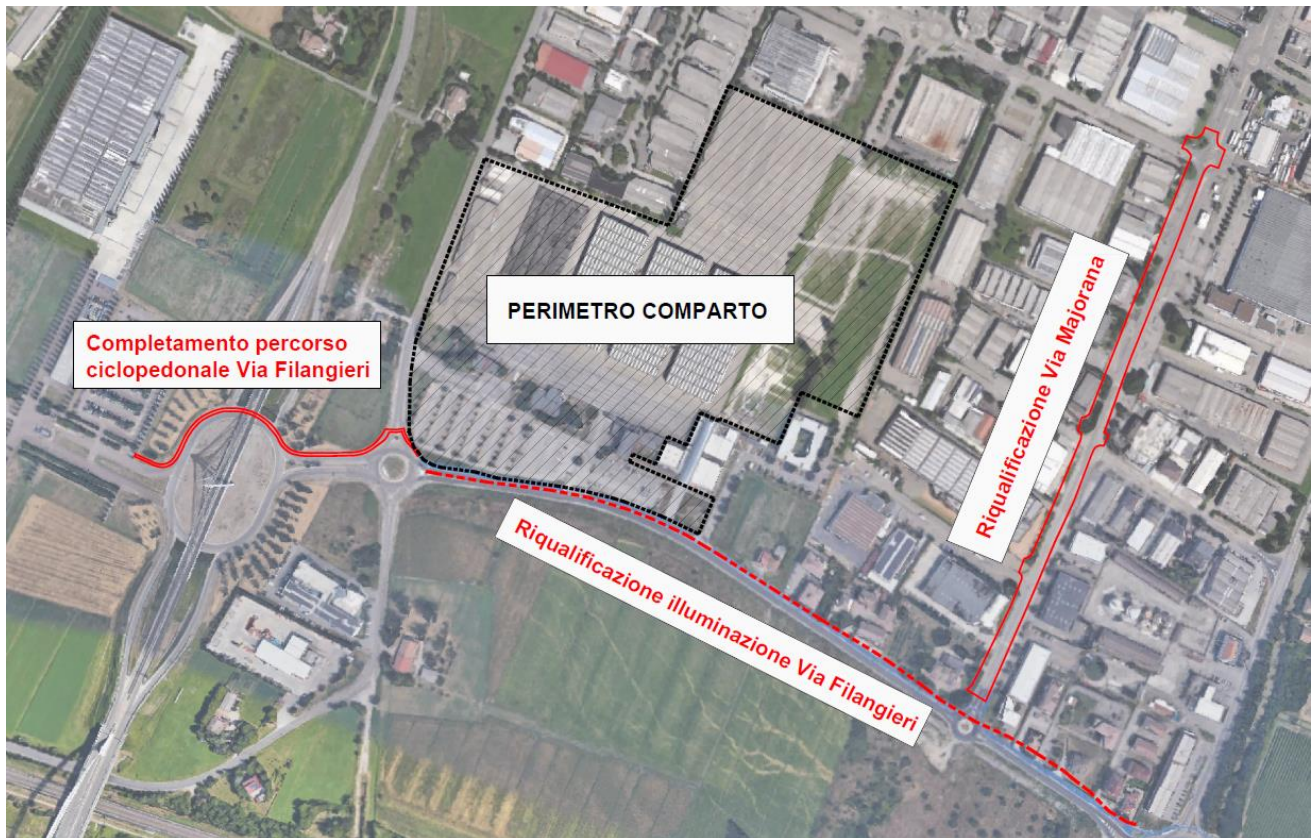 PERIMETRO COMPARTO
Completamento percorso
ciclopedonale Via Filangieri
Riqualificazione Via Majorana
Riqualificazione illuminazione Via Filangieri